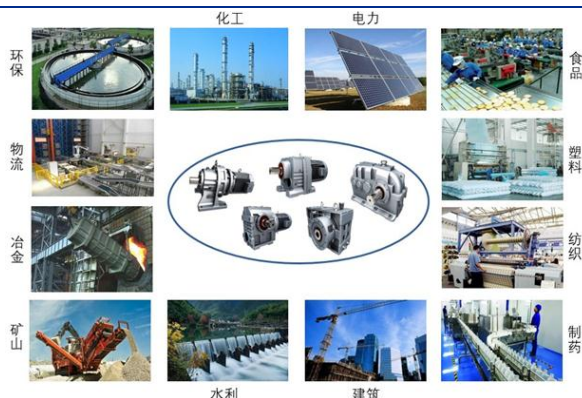 化工
电力
环保
食品
物流
塑料
冶金
纺织
矿山
制药
水利
建筑